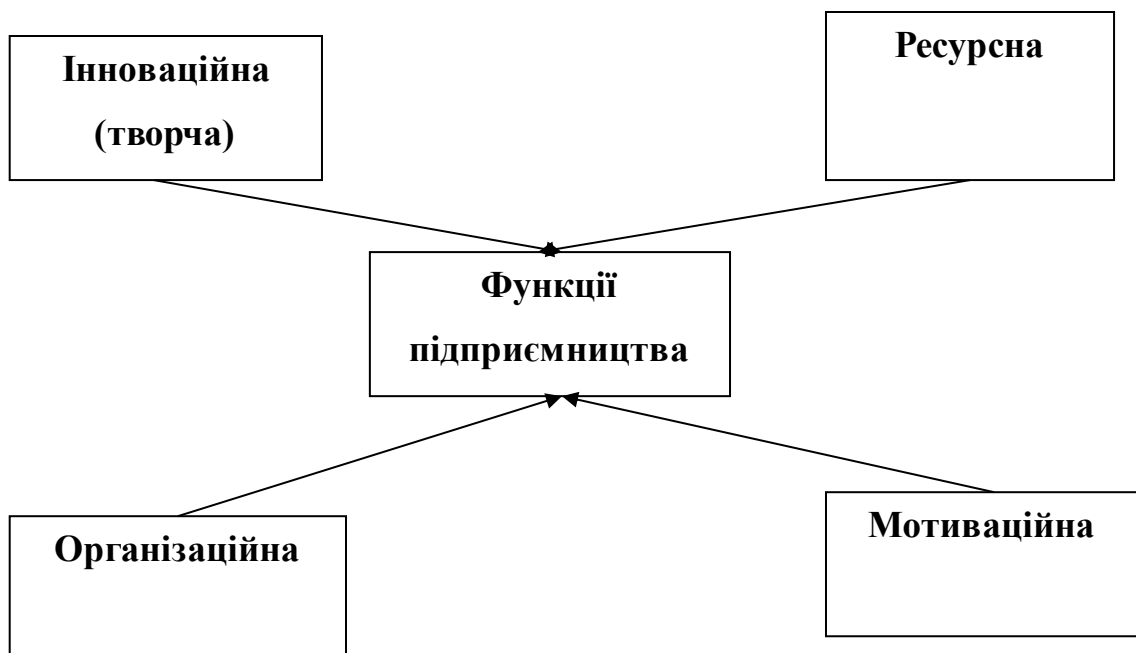 Інноваційна
(творча)
Ресурсна
Функції
підприємництва
Організаційна
Мотиваційна